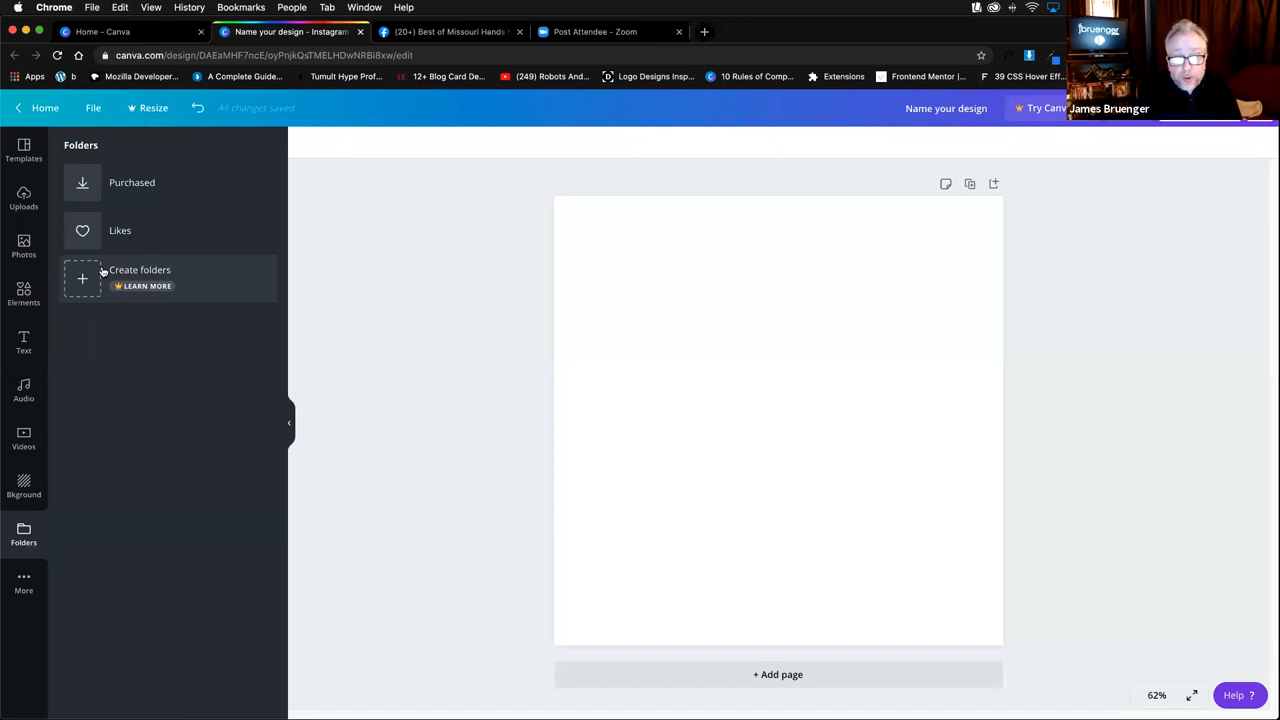 Chrome File Edit View History Bookmarks People Tab Window Help
Home - Canva
Name your design - Instagram
(20+) Best of Missouri Hands
Post Attendee - Zoom
canva.com/design/DAEaMHF7ncE/oyPnjkQsTMELHDwNRBi8xw/edit
Apps b Mozilla Developer... A Complete Guide... Tumult Hype Prof... 12+ Blog Card De... (249) Robots And... Logo Designs Insp... 10 Rules of Comp... Extensions Frontend Mentor | 39 CSS Hover Eff...
bruenger
James Bruenger
Home File Resize All changes saved Name your design Try Canv
Templates
Uploads
Photos
Elements
Text
Audio
Videos
Bkground
Folders
More
Folders
Purchased
Likes
Create folders
LEARN MORE
+ Add page
62%
Help ?